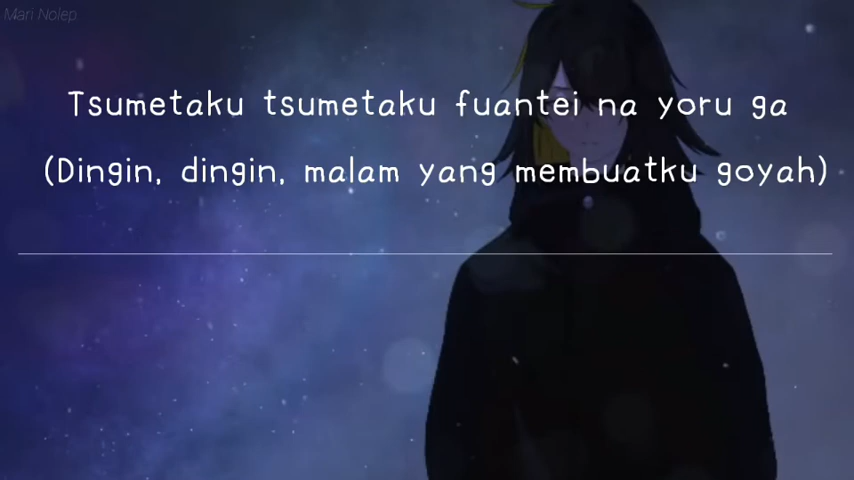 Mari Nolep
Tsumetaku tsumetaku fuantei na yoru ga
(Dingin, dingin, malam yang membuatku goyah)